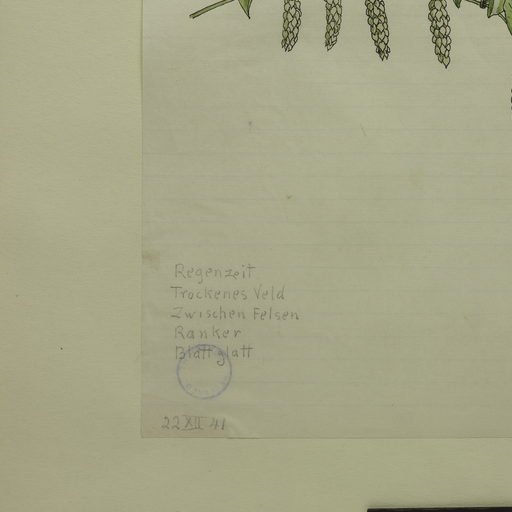 Regenzeit
Trockenes Veld
Zwischen Felsen
Ranker
Blatt glatt
22 XII 41